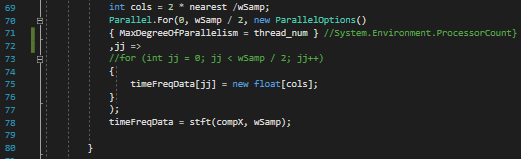 69 int cols = 2 * nearest /wSamp;
70 Parallel.For(0, wSamp / 2, new ParallelOptions()
71 { MaxDegreeOfParallelism = thread_num } //System.Environment.ProcessorCount}
72 ,jj =>
73 //for (int jj = 0; jj < wSamp / 2; jj++)
74 {
75 timeFreqData[jj] = new float[cols];
76 }
77 );
78 timeFreqData = stft(compX, wSamp);
79
80 }